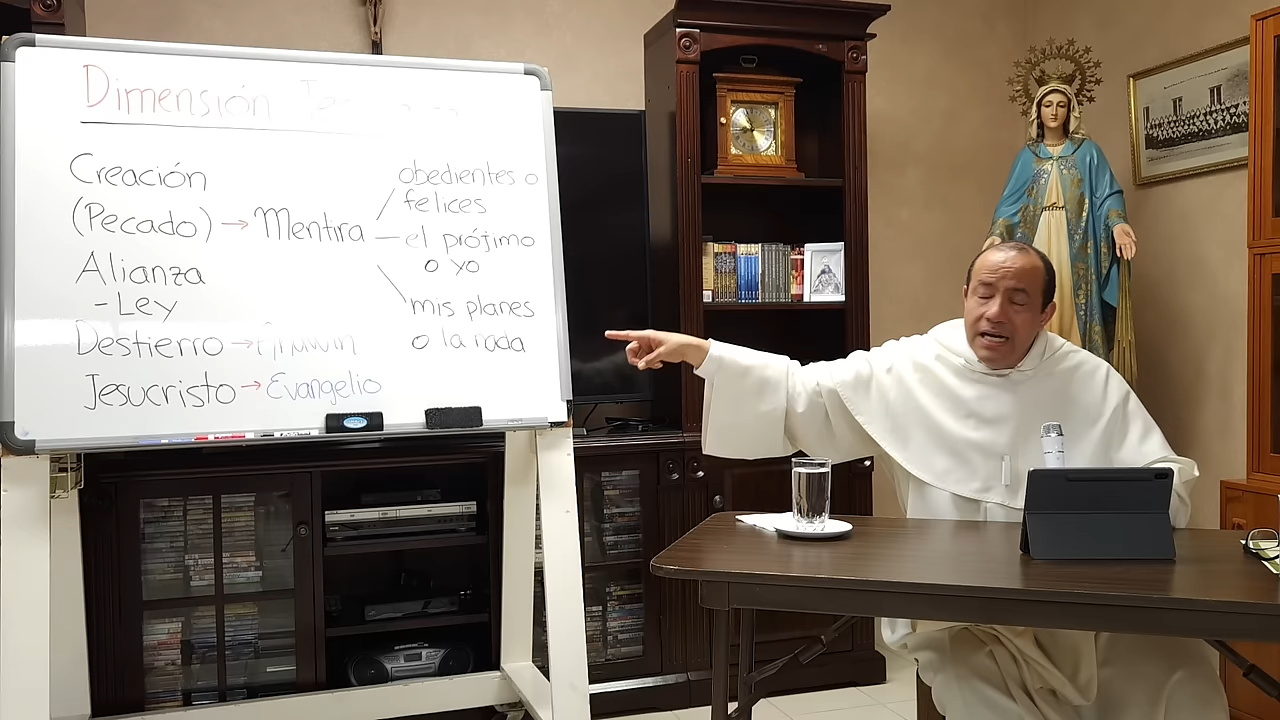 Dimensión
Creación
(Pecado) → Mentira
Alianza
- Ley
Destierro →
Jesucristo → Evangelio
obedientes o
felices
el prójimo
o yo
mis planes
o la nada